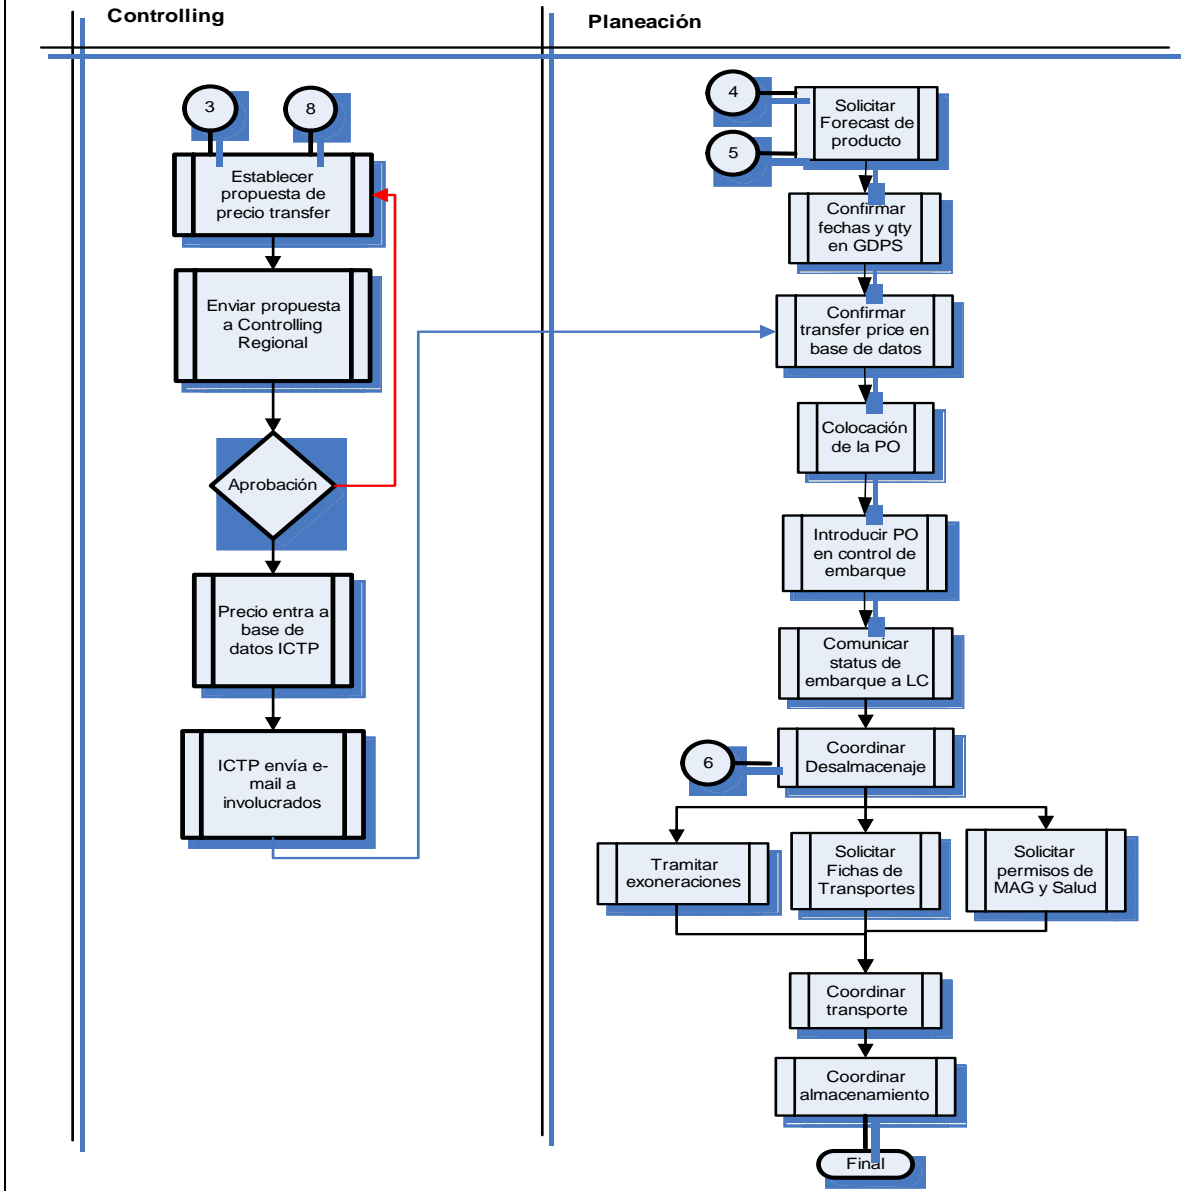 Controlling
Planeación
3
8
Establecer
propuesta de
precio transfer
Enviar propuesta
a Controlling
Regional
Aprobación
Precio entra a
base de
datos ICTP
ICTP envía e-
mail a
involucrados
4
5
Solicitar
Forecast de
producto
Confirmar
fechas y qty
en GDPS
Confirmar
transfer price en
base de datos
Colocación
de la PO
Introducir PO
en control de
embarque
Comunicar
status de
embarque a LC
6
Coordinar
Desalmacenaje
Tramitar
exoneraciones
Solicitar
Fichas de
Transportes
Solicitar
permisos de
MAG y Salud
Coordinar
transporte
Coordinar
almacenamiento
Final